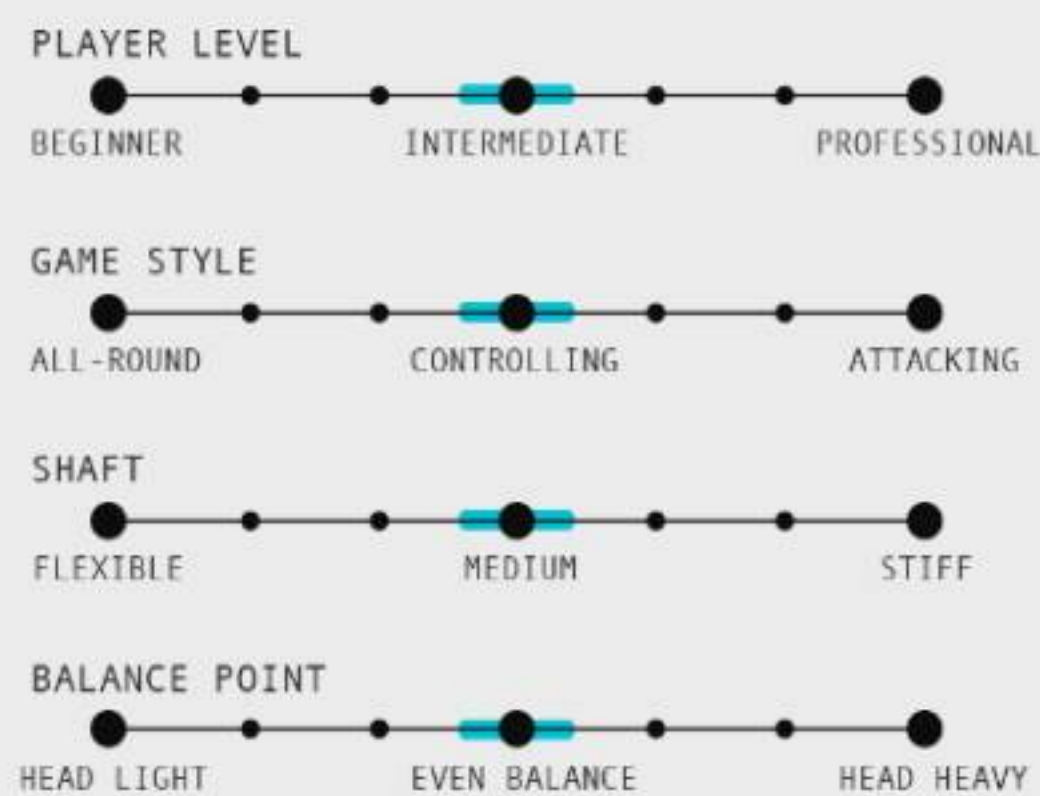 PLAYER LEVEL
BEGINNER INTERMEDIATE PROFESSIONAL
GAME STYLE
ALL-ROUND CONTROLLING ATTACKING
SHAFT
FLEXIBLE MEDIUM STIFF
BALANCE POINT
HEAD LIGHT EVEN BALANCE HEAD HEAVY